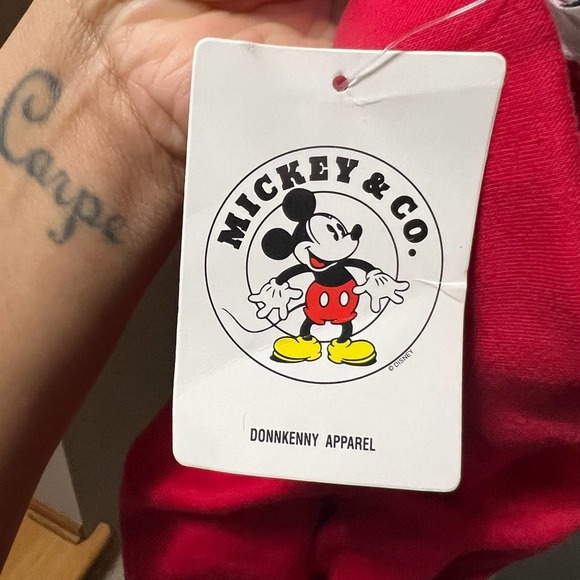 Carpe
MICKEY & CO.
© DISNEY
DONNKENNY APPAREL